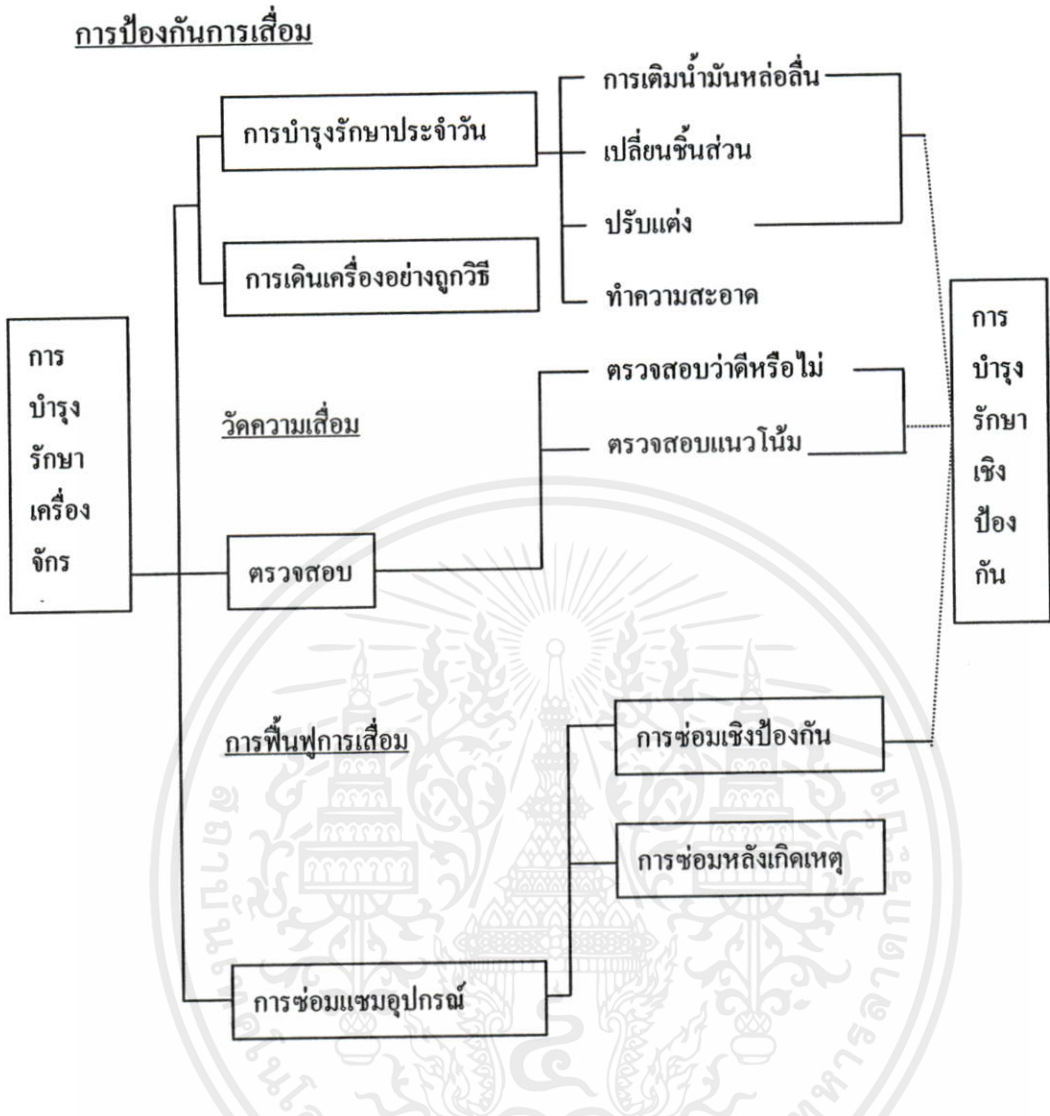 การป้องกันการเสื่อม
การบำรุงรักษาประจำวัน
การเติมน้ำมันหล่อลื่น
เปลี่ยนชิ้นส่วน
ปรับแต่ง
ทำความสะอาด
การเดินเครื่องอย่างถูกวิธี
การ
บำรุง
รักษา
เครื่อง
จักร
วัดความเสื่อม
ตรวจสอบ
ตรวจสอบว่าดีหรือไม่
ตรวจสอบแนวโน้ม
การ
บำรุง
รักษา
เชิง
ป้อง
กัน
การฟื้นฟูการเสื่อม
การซ่อมแซมอุปกรณ์
การซ่อมเชิงป้องกัน
การซ่อมหลังเกิดเหตุ